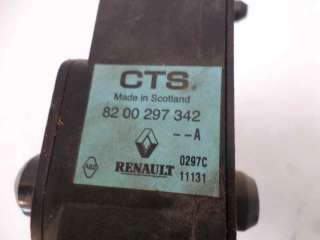 CTS
Made in Scotland
82 00 297 342
--A
RENAULT
0297C
11131